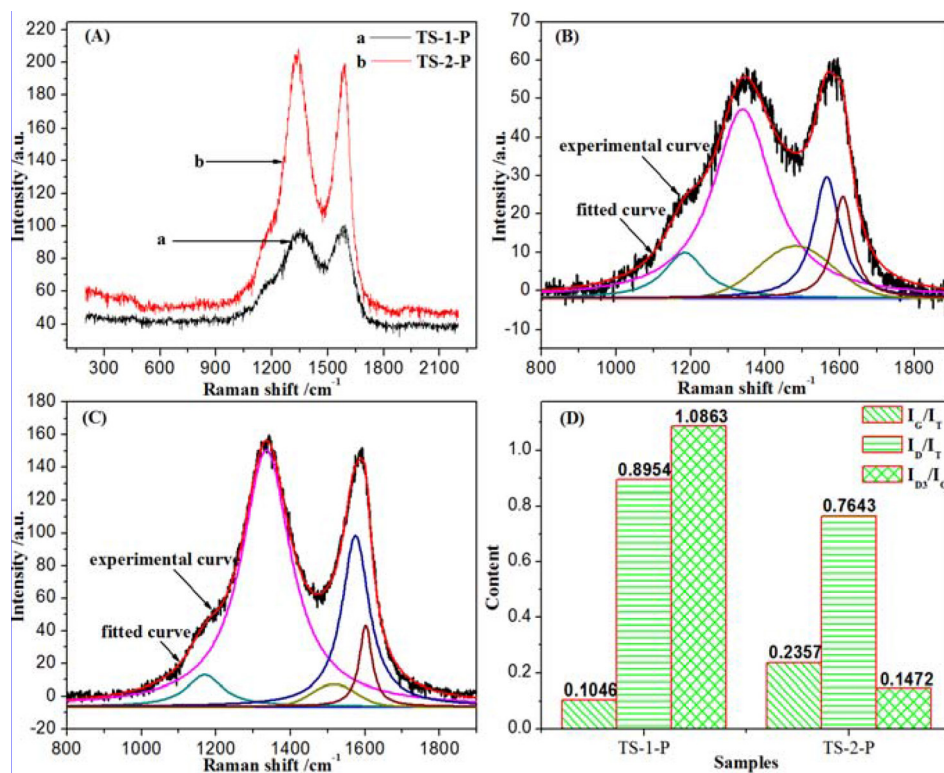 (A)
a TS-1-P
b TS-2-P
b
a
Intensity /a.u.
220
200
180
160
140
120
100
80
60
40
300 600 900 1200 1500 1800 2100
Raman shift /cm-1
(B)
experimental curve
fitted curve
Intensity /a.u.
70
60
50
40
30
20
10
0
-10
800 1000 1200 1400 1600 1800
Raman shift /cm-1
(C)
experimental curve
fitted curve
Intensity /a.u.
180
160
140
120
100
80
60
40
20
0
-20
800 1000 1200 1400 1600 1800
Raman shift /cm-1
(D)
IG/IT
ID/IT
1.0863
0.8954
0.7643
0.2357
0.1472
0.1046
Content
1.0
0.8
0.6
0.4
0.2
0.0
TS-1-P TS-2-P
Samples